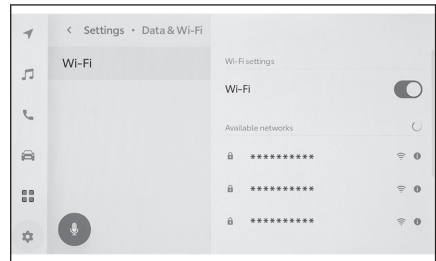 < Settings • Data & Wi-Fi
Wi-Fi
Wi-Fi settings
Wi-Fi
Available networks
**********
**********
**********